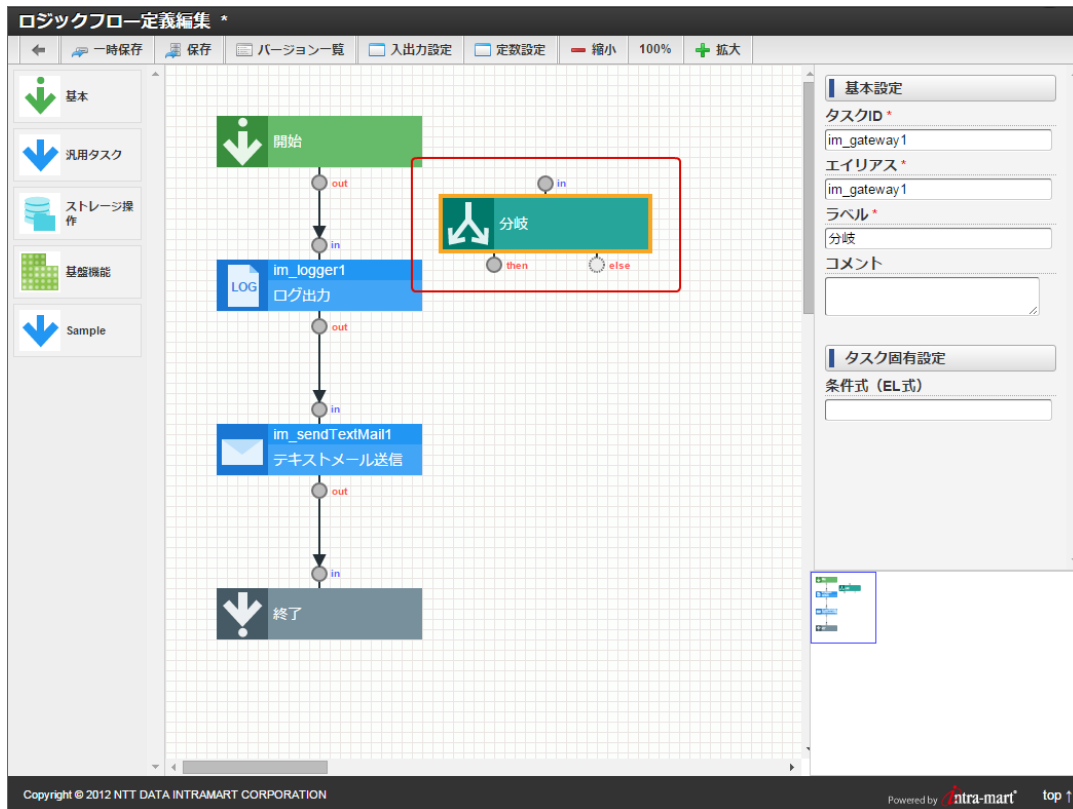 ロジックフロー定義編集 *
一時保存 保存 バージョン一覧 入出力設定 定数設定 縮小 100% 拡大
基本
汎用タスク
ストレージ操
作
基盤機能
Sample
開始
out
in
im_logger1
LOG
ログ出力
out
in
im_sendTextMail1
テキストメール送信
out
in
終了
in
分岐
then else
基本設定
タスクID *
im_gateway1
エイリアス *
im_gateway1
ラベル *
分岐
コメント
タスク固有設定
条件式（EL式）
Copyright © 2012 NTT DATA INTRAMART CORPORATION
Powered by intra-mart top ↑